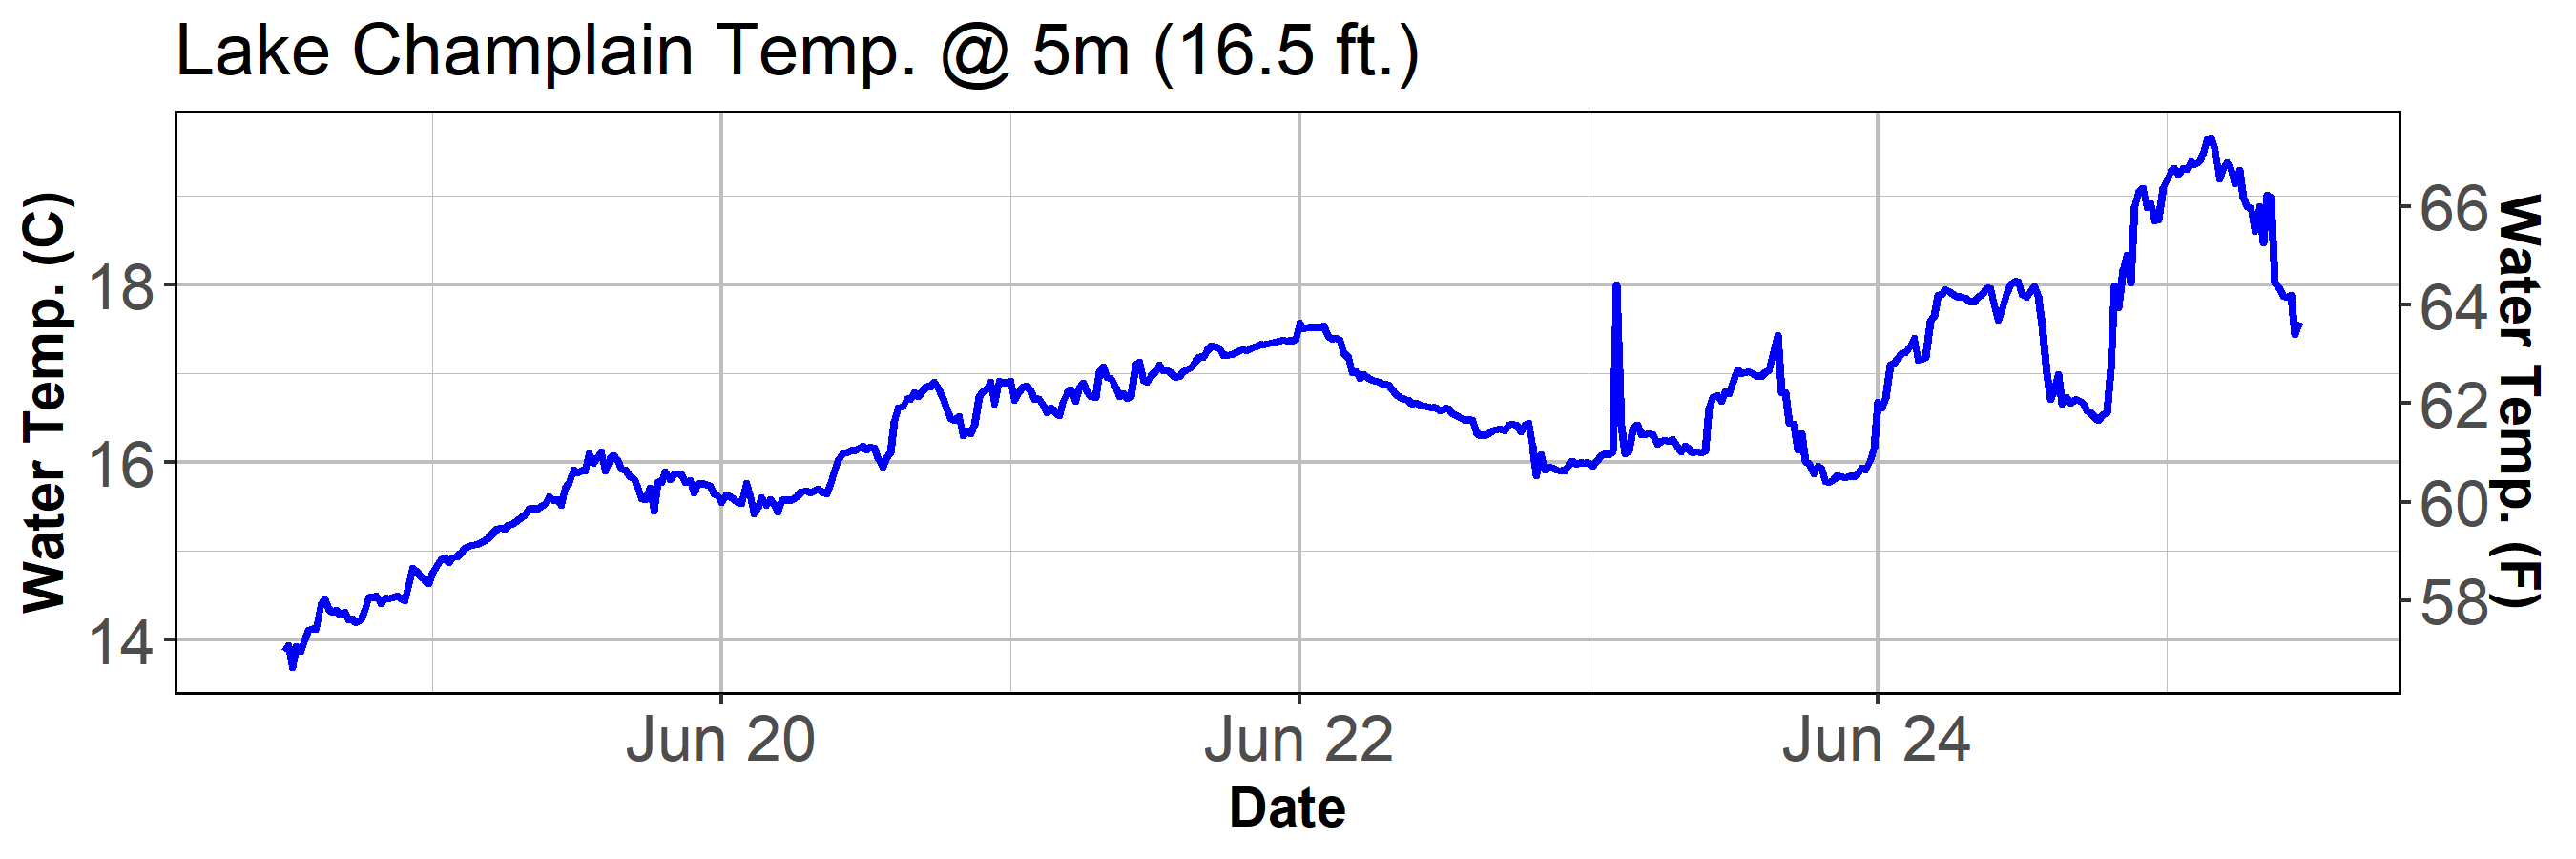 Lake Champlain Temp. @ 5m (16.5 ft.)
Water Temp. (C)
18
16
14
66
64
62
60
58
Water Temp. (F)
Jun 20
Jun 22
Jun 24
Date